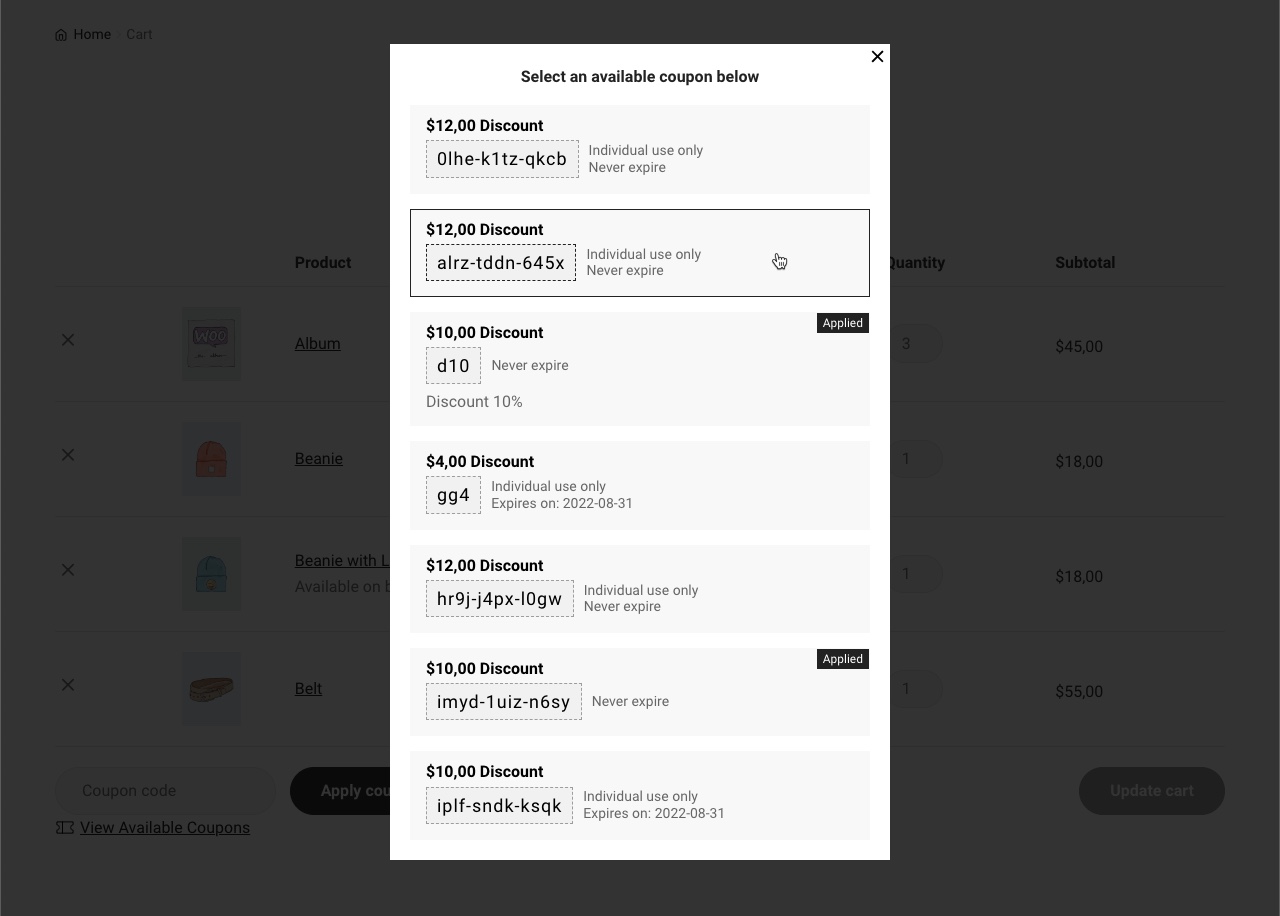 Home Cart
Select an available coupon below
$12,00 Discount
0lhe-k1tz-qkcb
Individual use only
Never expire
$12,00 Discount
alrz-tddn-645x
Individual use only
Never expire
Product
Quantity
Subtotal
Applied
$10,00 Discount
d10
Never expire
Discount 10%
WOO
Album
3
$45,00
$4,00 Discount
gg4
Individual use only
Expires on: 2022-08-31
Beanie
1
$18,00
$12,00 Discount
hr9j-j4px-l0gw
Individual use only
Never expire
Beanie with L
Available on b
1
$18,00
Applied
$10,00 Discount
imyd-1uiz-n6sy
Never expire
Belt
1
$55,00
$10,00 Discount
iplf-sndk-ksqk
Individual use only
Expires on: 2022-08-31
Coupon code
Apply cou
Update cart
View Available Coupons